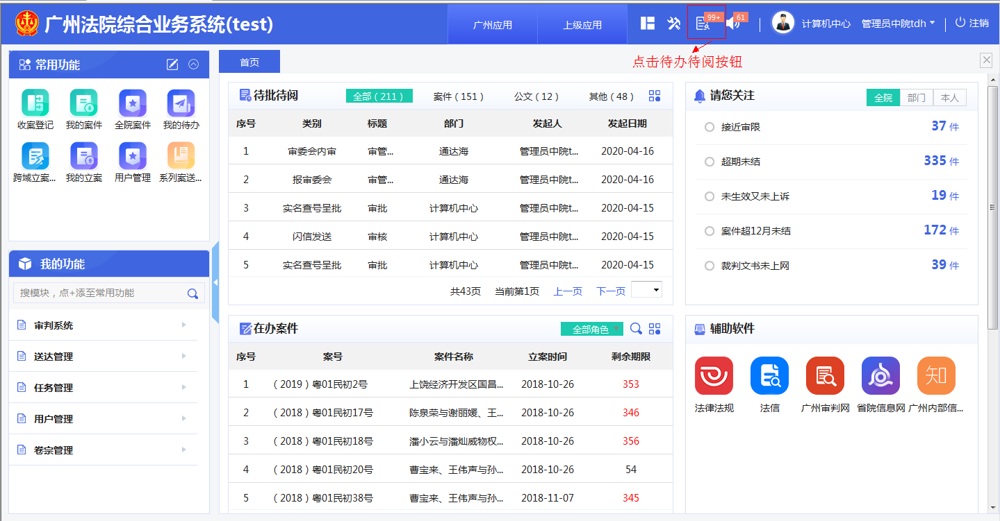 广州法院综合业务系统(test)
广州应用
上级应用
99+
61
计算机中心
管理员中院tdh
注销
点击待办待阅按钮
常用功能
收案登记 我的案件 全院案件 我的待办
跨域立案... 我的立案 用户管理 系列案送...
我的功能
搜模块，点+添至常用功能
审判系统
送达管理
任务管理
用户管理
卷宗管理
首页
待批待阅 全部（211） 案件（151） 公文（12） 其他（48）
序号 类别 标题 部门 发起人 发起日期
1 审委会内审 审管... 通达海 管理员中院t... 2020-04-16
2 报审委会 审管... 通达海 管理员中院t... 2020-04-16
3 实名查号呈批 审批 计算机中心 管理员中院t... 2020-04-15
4 闪信发送 审核 计算机中心 管理员中院t... 2020-04-15
5 实名查号呈批 审批 计算机中心 管理员中院t... 2020-04-15
共43页 当前第1页 上一页 下一页
请您关注 全院 部门 本人
接近审限 37 件
超期未结 335 件
未生效又未上诉 19 件
案件超12月未结 172 件
裁判文书未上网 39 件
在办案件 全部角色
序号 案号 案件名称 立案时间 剩余期限
1 （2019）粤01民初2号 上饶经济开发区国昌... 2018-10-26 353
2 （2018）粤01民初17号 陈泉荣与谢丽媛、王... 2018-10-26 346
3 （2018）粤01民初18号 潘小云与潘灿威物权... 2018-10-26 356
4 （2018）粤01民初20号 曹宝来、王伟声与孙... 2018-10-26 54
5 （2018）粤01民初38号 曹宝来、王伟声与孙... 2018-11-07 345
辅助软件
知
法律法规 法信 广州审判网 省院信息网 广州内部信...